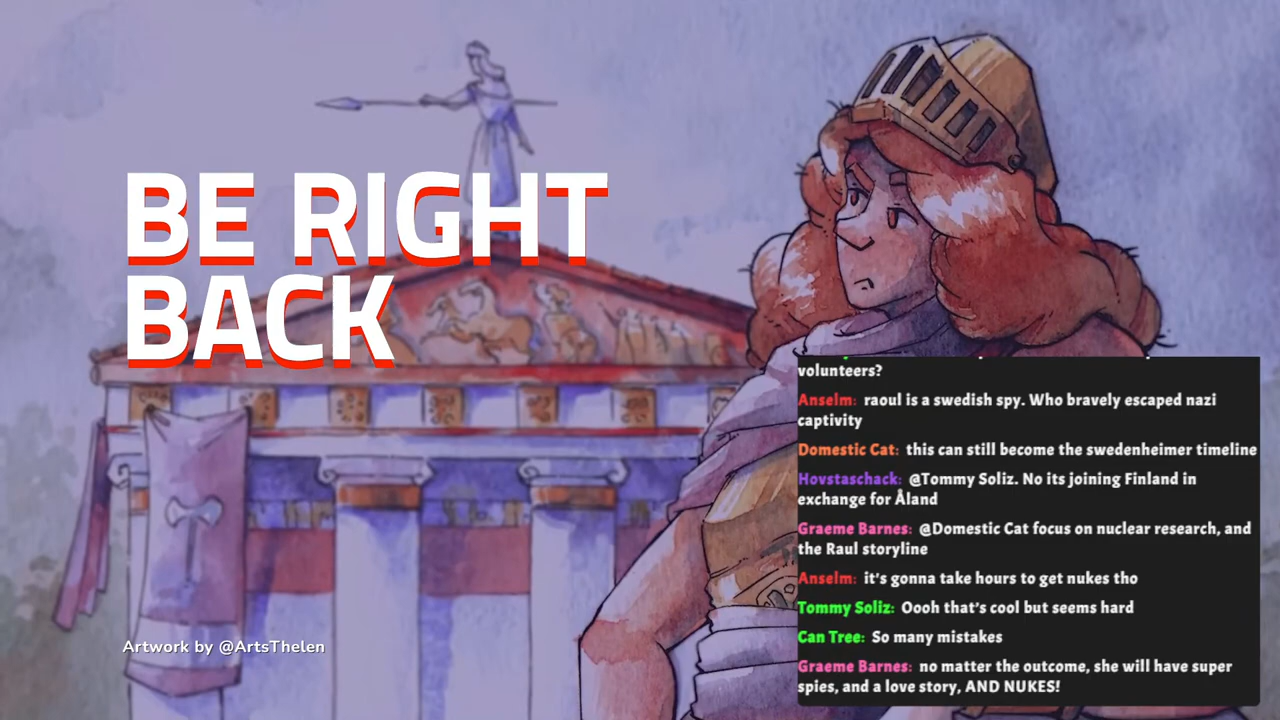 BE RIGHT
BACK
Artwork by @ArtsThelen
volunteers?
Anselm: raoul is a swedish spy. Who bravely escaped nazi
captivity
Domestic Cat: this can still become the swedenheimer timeline
Hovstaschack: @Tommy Soliz. No its joining Finland in
exchange for Åland
Graeme Barnes: @Domestic Cat focus on nuclear research, and
the Raul storyline
Anselm: it's gonna take hours to get nukes tho
Tommy Soliz: Oooh that's cool but seems hard
Can Tree: So many mistakes
Graeme Barnes: no matter the outcome, she will have super
spies, and a love story, AND NUKES!